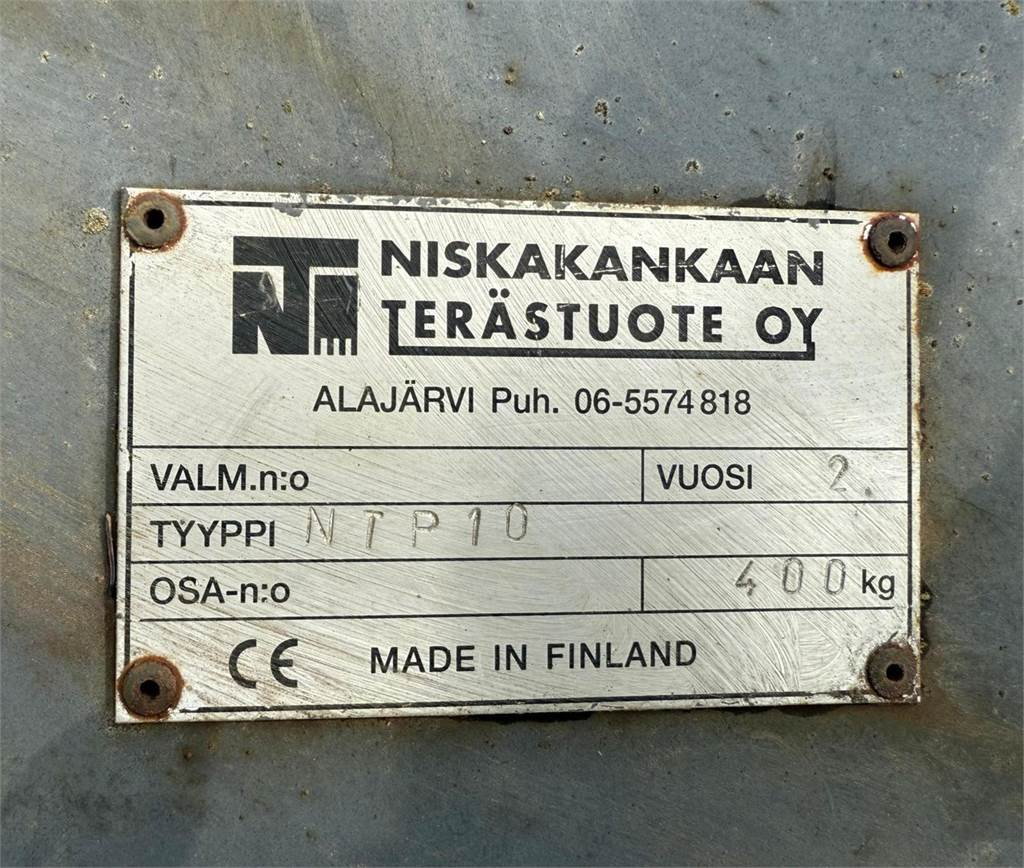 NISKAKANKAAN
TERÄSTUOTE OY
ALAJÄRVI Puh. 06-5574818
VALM.n:o VUOSI 2.
TYYPPI NTP10
OSA-n:o 400 kg
CE MADE IN FINLAND